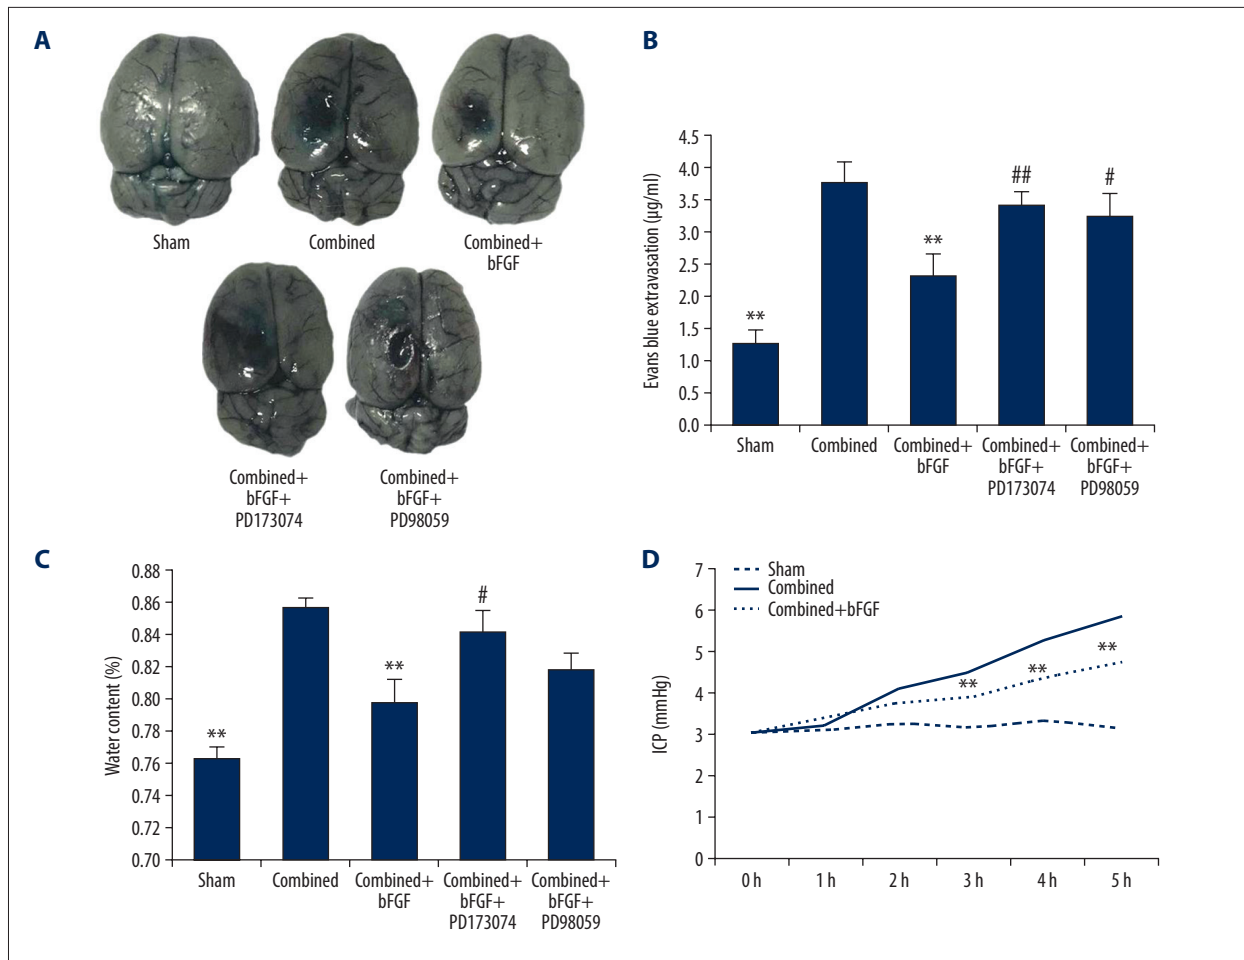 A
Sham
Combined
Combined+
bFGF
Combined+
bFGF+
PD173074
Combined+
bFGF+
PD98059
B
Evans blue extravasation (µg/ml)
4.5
4.0
3.5
3.0
2.5
2.0
1.5
1.0
0.5
0.0
**
**
##
#
Sham
Combined
Combined+
bFGF
Combined+
bFGF+
PD173074
Combined+
bFGF+
PD98059
C
Water content (%)
0.88
0.86
0.84
0.82
0.80
0.78
0.76
0.74
0.72
0.70
**
**
#
Sham
Combined
Combined+
bFGF
Combined+
bFGF+
PD173074
Combined+
bFGF+
PD98059
D
Sham
Combined
Combined+bFGF
ICP (mmHg)
7
6
5
4
3
2
1
0
**
**
**
0 h
1 h
2 h
3 h
4 h
5 h